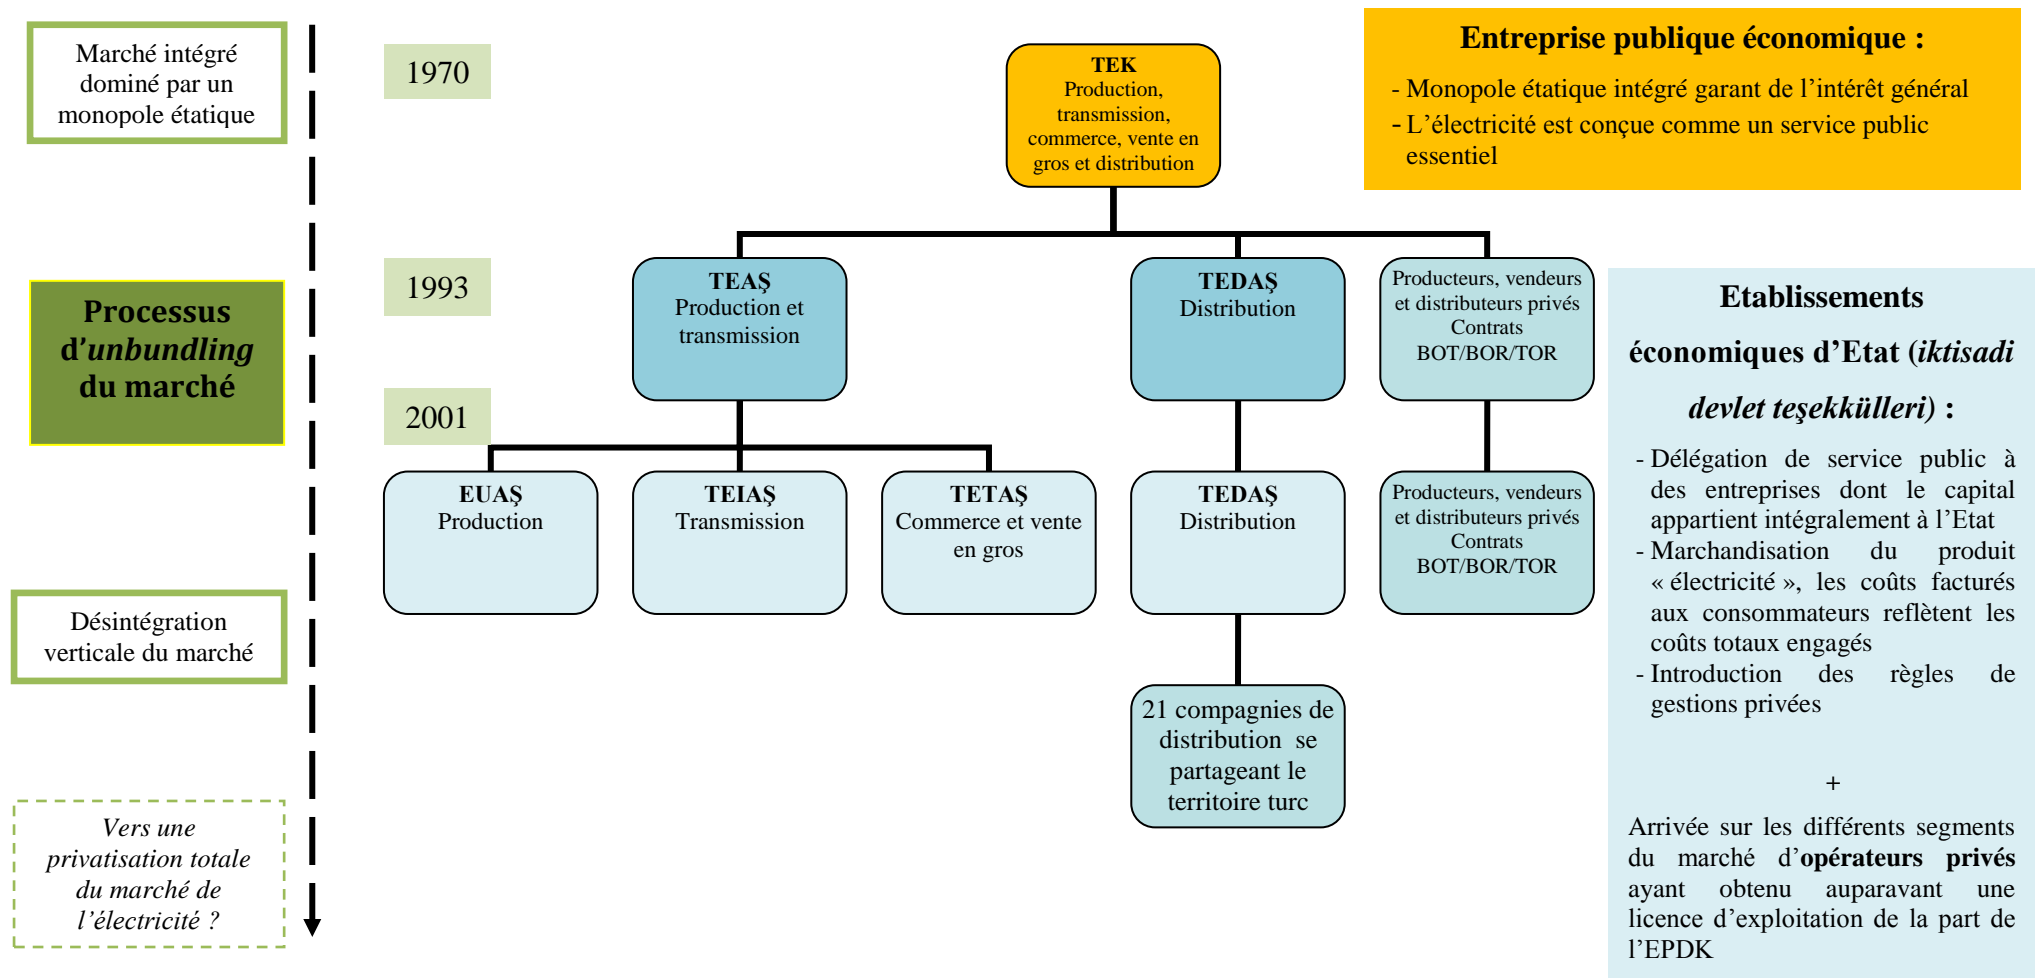 Marché intégré
dominé par un
monopole étatique
1970
TEK
Production,
transmission,
commerce, vente en
gros et distribution
Entreprise publique économique :
- Monopole étatique intégré garant de l’intérêt général
- L’électricité est conçue comme un service public
essentiel
Processus
d’unbundling
du marché
1993
TEAŞ
Production et
transmission
TEDAŞ
Distribution
Producteurs, vendeurs
et distributeurs privés
Contrats
BOT/BOR/TOR
2001
EUAŞ
Production
TEIAŞ
Transmission
TETAŞ
Commerce et vente
en gros
TEDAŞ
Distribution
Producteurs, vendeurs
et distributeurs privés
Contrats
BOT/BOR/TOR
Désintégration
verticale du marché
21 compagnies de
distribution se
partageant le
territoire turc
Vers une
privatisation totale
du marché de
l’électricité ?
Etablissements
économiques d’Etat (iktisadi
devlet teşekkülleri) :
- Délégation de service public à
des entreprises dont le capital
appartient intégralement à l’Etat
- Marchandisation du produit
« électricité », les coûts facturés
aux consommateurs reflètent les
coûts totaux engagés
- Introduction des règles de
gestions privées
+
Arrivée sur les différents segments
du marché d’opérateurs privés
ayant obtenu auparavant une
licence d’exploitation de la part de
l’EPDK